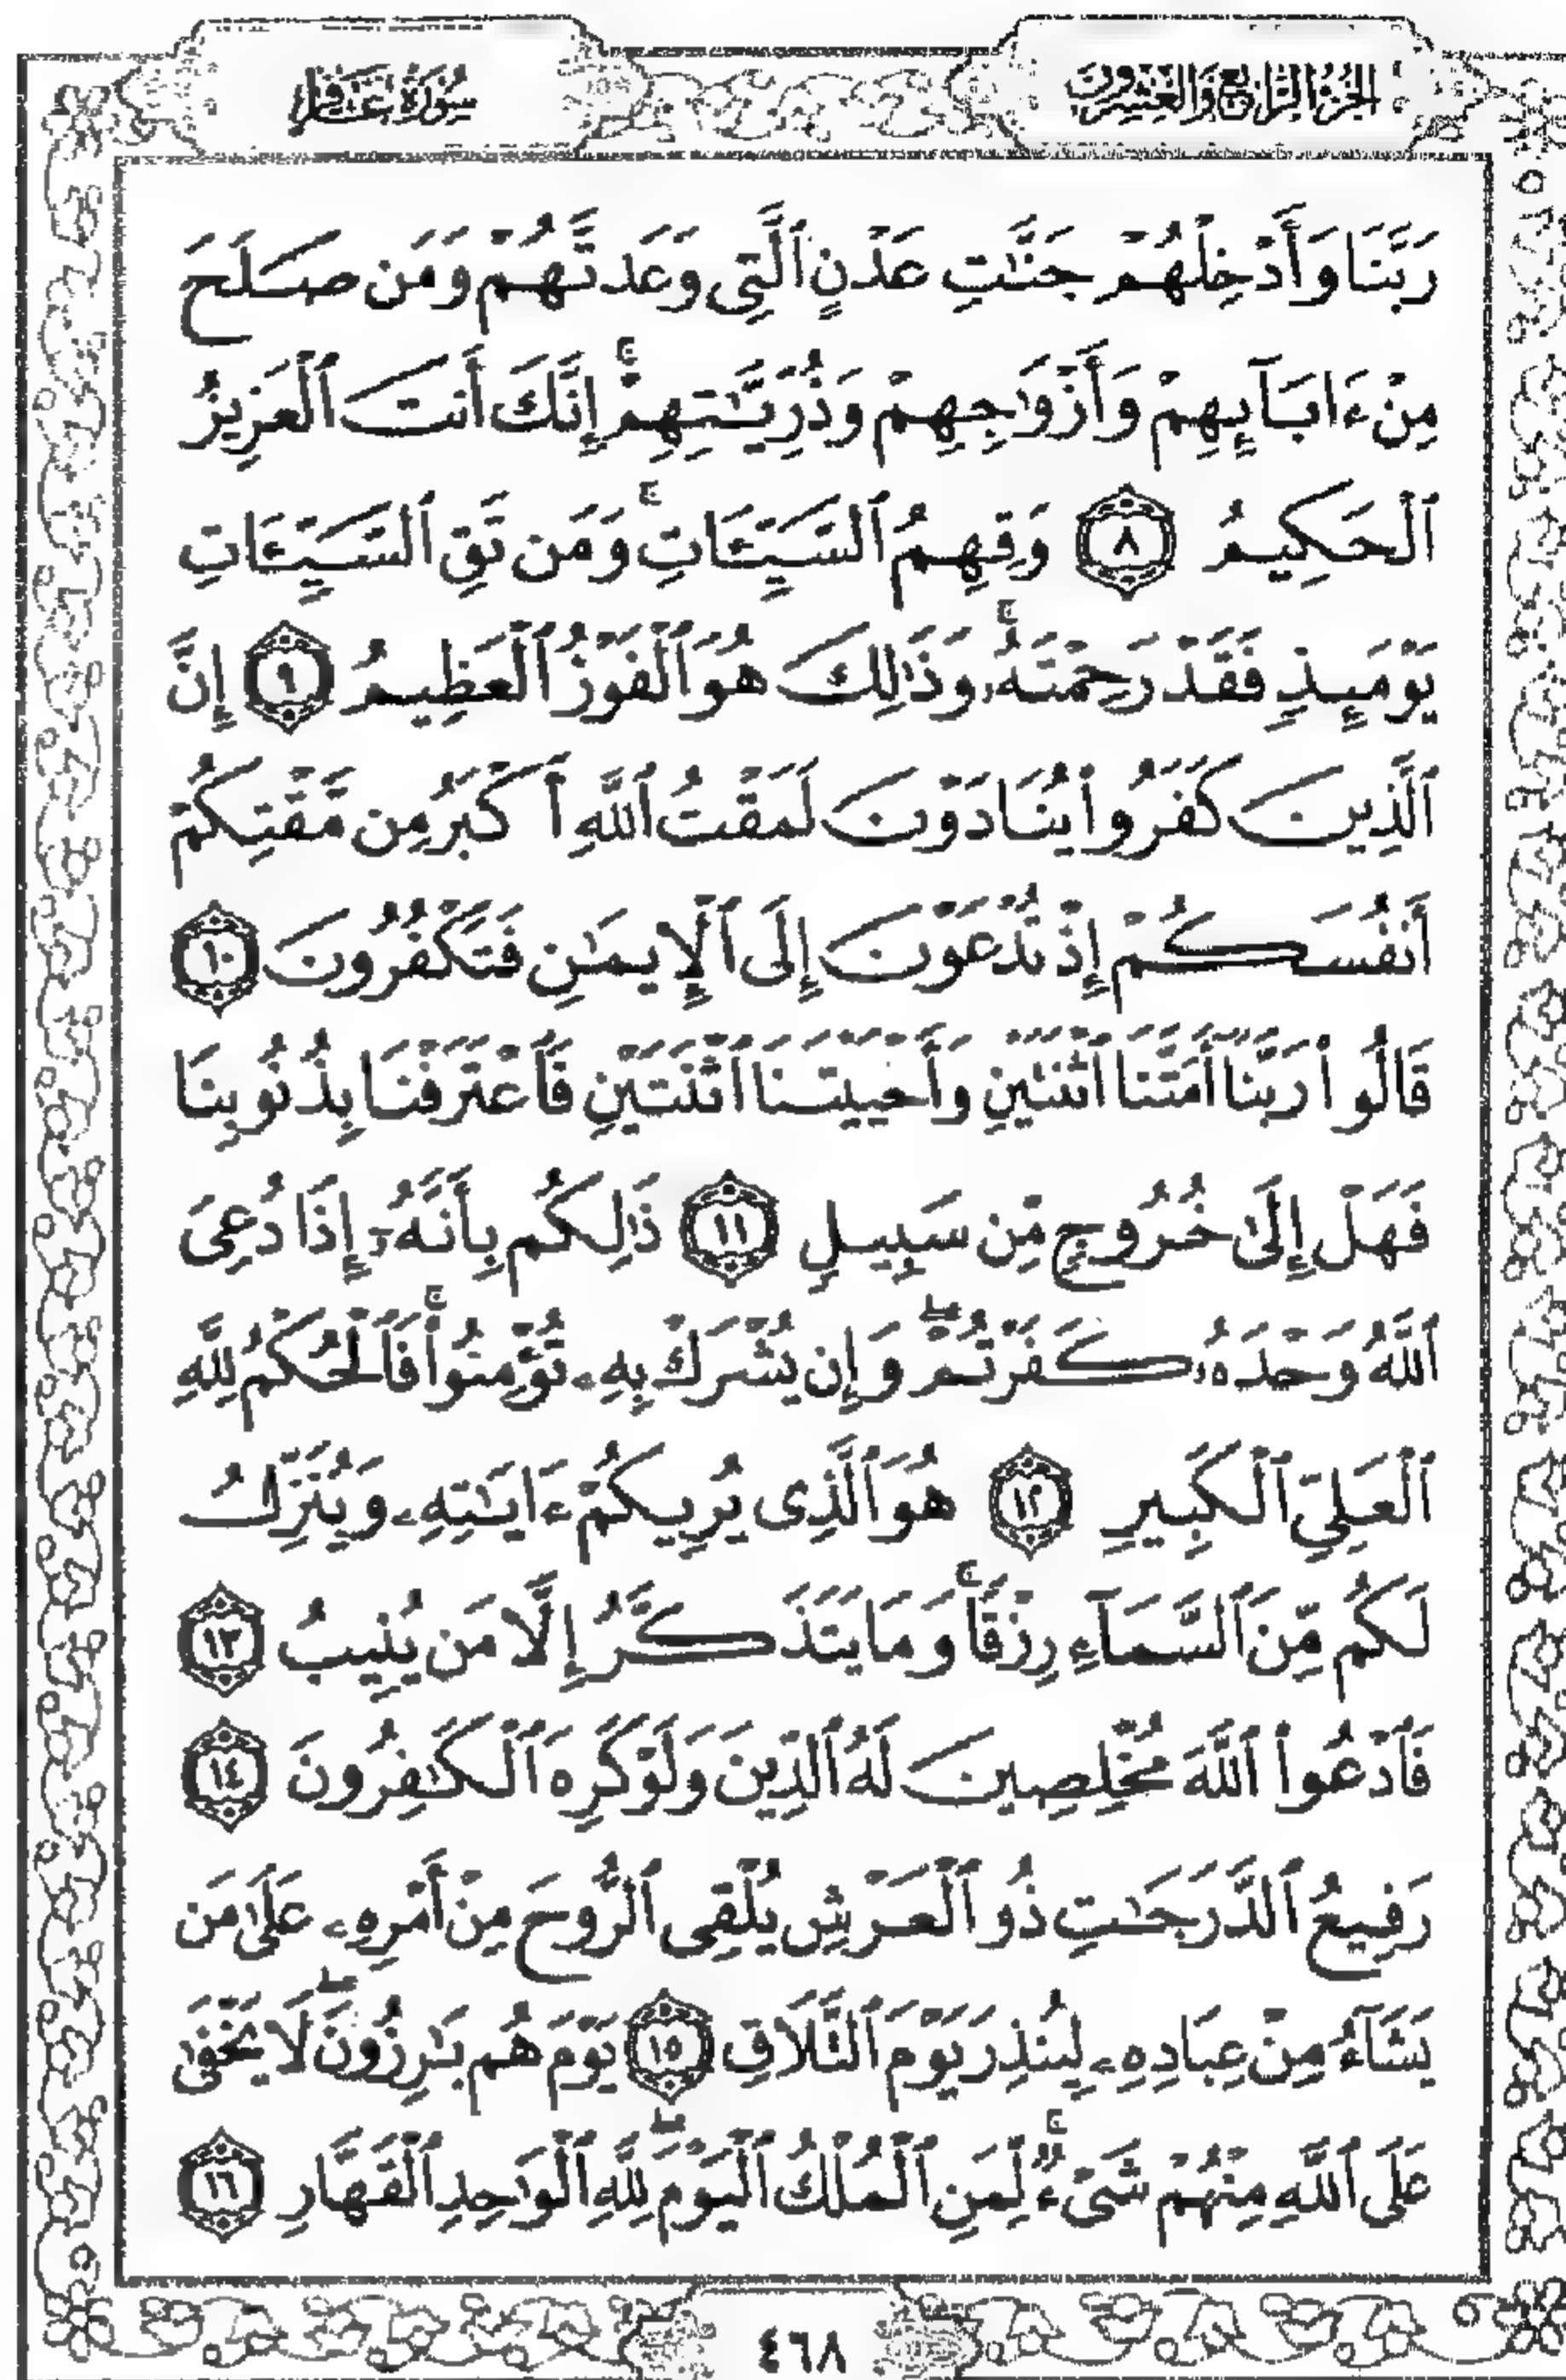 الجزء الرابع والعشرون
سورة غافر
رَبَّنَا وَأَدْخِلْهُمْ جَنَّٰتِ عَدْنٍ ٱلَّتِى وَعَدتَّهُمْ وَمَن صَلَحَ
مِنْ ءَابَآئِهِمْ وَأَزْوَٰجِهِمْ وَذُرِّيَّٰتِهِمْ ۚ إِنَّكَ أَنتَ ٱلْعَزِيزُ
ٱلْحَكِيمُ ٨ وَقِهِمُ ٱلسَّيِّـَٔاتِ ۚ وَمَن تَقِ ٱلسَّيِّـَٔاتِ
يَوْمَئِذٍ فَقَدْ رَحِمْتَهُۥ ۚ وَذَٰلِكَ هُوَ ٱلْفَوْزُ ٱلْعَظِيمُ ٩ إِنَّ
ٱلَّذِينَ كَفَرُوا۟ يُنَادَوْنَ لَمَقْتُ ٱللَّهِ أَكْبَرُ مِن مَّقْتِكُمْ
أَنفُسَكُمْ إِذْ تُدْعَوْنَ إِلَى ٱلْإِيمَٰنِ فَتَكْفُرُونَ ١٠
قَالُوا۟ رَبَّنَآ أَمَتَّنَا ٱثْنَتَيْنِ وَأَحْيَيْتَنَا ٱثْنَتَيْنِ فَٱعْتَرَفْنَا بِذُنُوبِنَا
فَهَلْ إِلَىٰ خُرُوجٍ مِّن سَبِيلٍ ١١ ذَٰلِكُم بِأَنَّهُۥٓ إِذَا دُعِىَ
ٱللَّهُ وَحْدَهُۥ كَفَرْتُمْ ۖ وَإِن يُشْرَكْ بِهِۦ تُؤْمِنُوا۟ ۚ فَٱلْحُكْمُ لِلَّهِ
ٱلْعَلِىِّ ٱلْكَبِيرِ ١٢ هُوَ ٱلَّذِى يُرِيكُمْ ءَايَٰتِهِۦ وَيُنَزِّلُ
لَكُم مِّنَ ٱلسَّمَآءِ رِزْقًا ۚ وَمَا يَتَذَكَّرُ إِلَّا مَن يُنِيبُ ١٣
فَٱدْعُوا۟ ٱللَّهَ مُخْلِصِينَ لَهُ ٱلدِّينَ وَلَوْ كَرِهَ ٱلْكَٰفِرُونَ ١٤
رَفِيعُ ٱلدَّرَجَٰتِ ذُو ٱلْعَرْشِ يُلْقِى ٱلرُّوحَ مِنْ أَمْرِهِۦ عَلَىٰ مَن
يَشَآءُ مِنْ عِبَادِهِۦ لِيُنذِرَ يَوْمَ ٱلتَّلَاقِ ١٥ يَوْمَ هُم بَٰرِزُونَ ۖ لَا يَخْفَىٰ
عَلَى ٱللَّهِ مِنْهُمْ شَىْءٌ ۚ لِّمَنِ ٱلْمُلْكُ ٱلْيَوْمَ ۖ لِلَّهِ ٱلْوَٰحِدِ ٱلْقَهَّارِ ١٦
٤٦٨